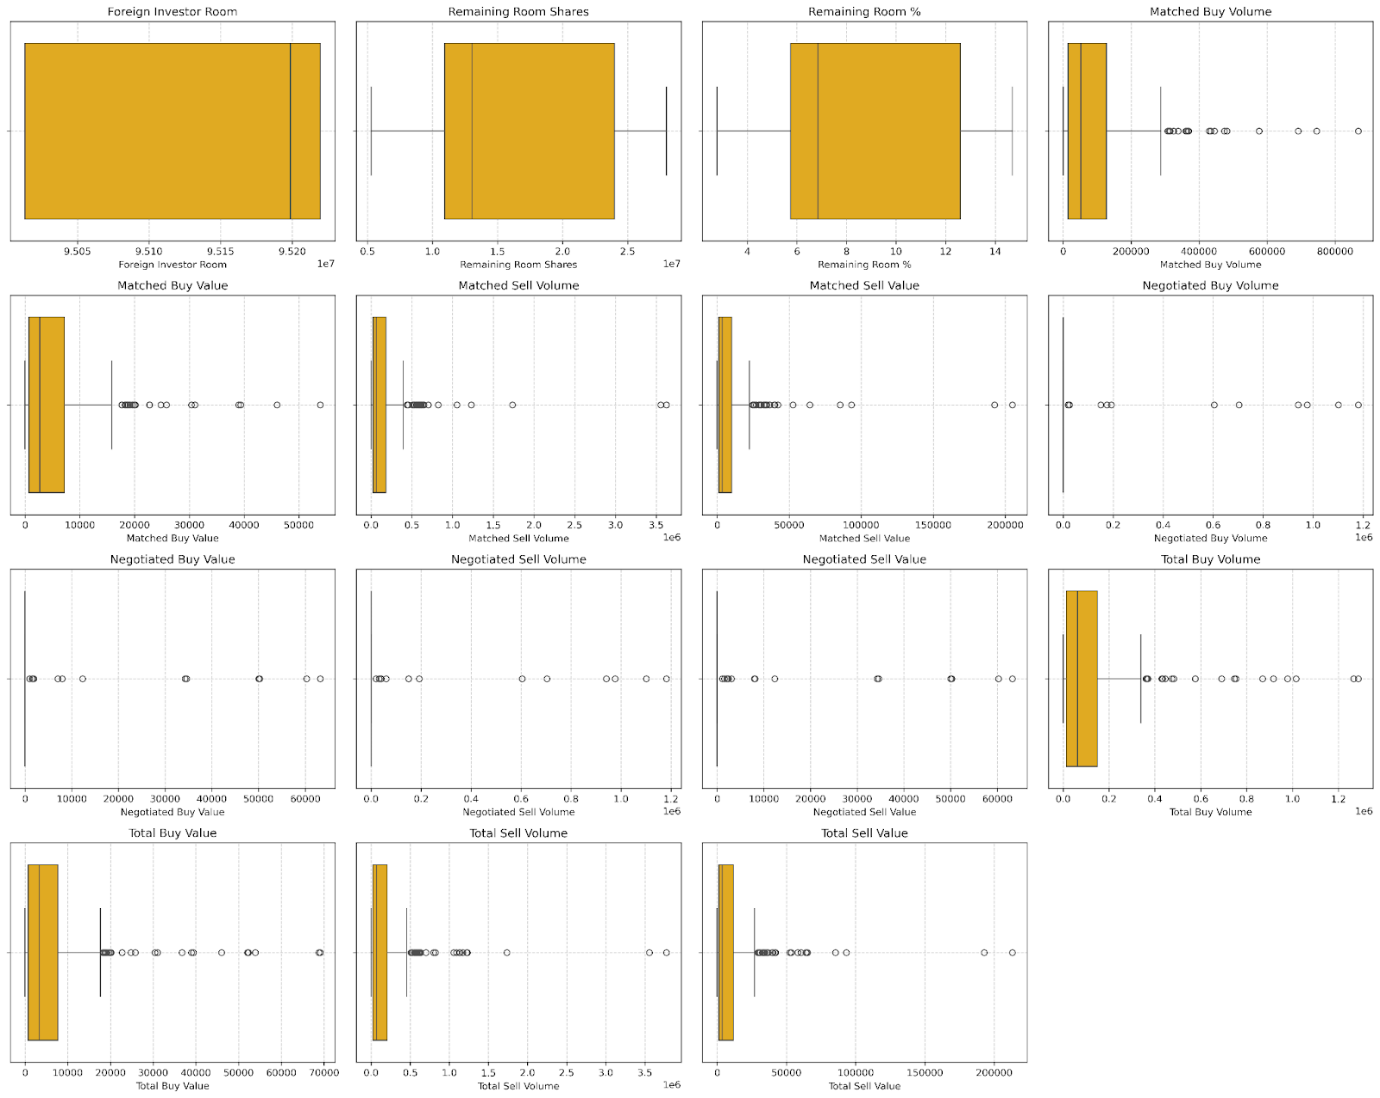 Foreign Investor Room
Remaining Room Shares
Remaining Room %
Matched Buy Volume
9.505 9.510 9.515 9.520
1e7
Foreign Investor Room
0.5 1.0 1.5 2.0 2.5
1e7
Remaining Room Shares
4 6 8 10 12 14
Remaining Room %
0 200000 400000 600000 800000
Matched Buy Volume
Matched Buy Value
Matched Sell Volume
Matched Sell Value
Negotiated Buy Volume
0 10000 20000 30000 40000 50000
Matched Buy Value
0.0 0.5 1.0 1.5 2.0 2.5 3.0 3.5
1e6
Matched Sell Volume
0 50000 100000 150000 200000
Matched Sell Value
0.0 0.2 0.4 0.6 0.8 1.0 1.2
1e6
Negotiated Buy Volume
Negotiated Buy Value
Negotiated Sell Volume
Negotiated Sell Value
Total Buy Volume
0 10000 20000 30000 40000 50000 60000
Negotiated Buy Value
0.0 0.2 0.4 0.6 0.8 1.0 1.2
1e6
Negotiated Sell Volume
0 10000 20000 30000 40000 50000 60000
Negotiated Sell Value
0.0 0.2 0.4 0.6 0.8 1.0 1.2
1e6
Total Buy Volume
Total Buy Value
Total Sell Volume
Total Sell Value
0 10000 20000 30000 40000 50000 60000 70000
Total Buy Value
0.0 0.5 1.0 1.5 2.0 2.5 3.0 3.5
1e6
Total Sell Volume
0 50000 100000 150000 200000
Total Sell Value